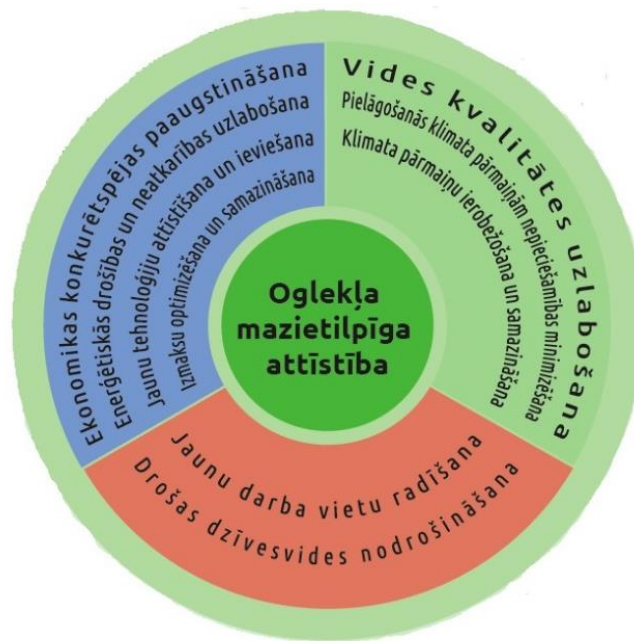 Ekonomikas konkurētspējas paaugstināšana
Enerģētiskās drošības un neatkarības uzlabošana
Jaunu tehnoloģiju attīstīšana un ieviešana
Izmaksu optimizēšana un samazināšana
Vides kvalitātes uzlabošana
Pielāgošanās klimata pārmaiņām nepieciešamības minimizēšana
Klimata pārmaiņu ierobežošana un samazināšana
Oglekļa
mazietilpīga
attīstība
Jaunu darba vietu radīšana
Drošas dzīvesvides nodrošināšana